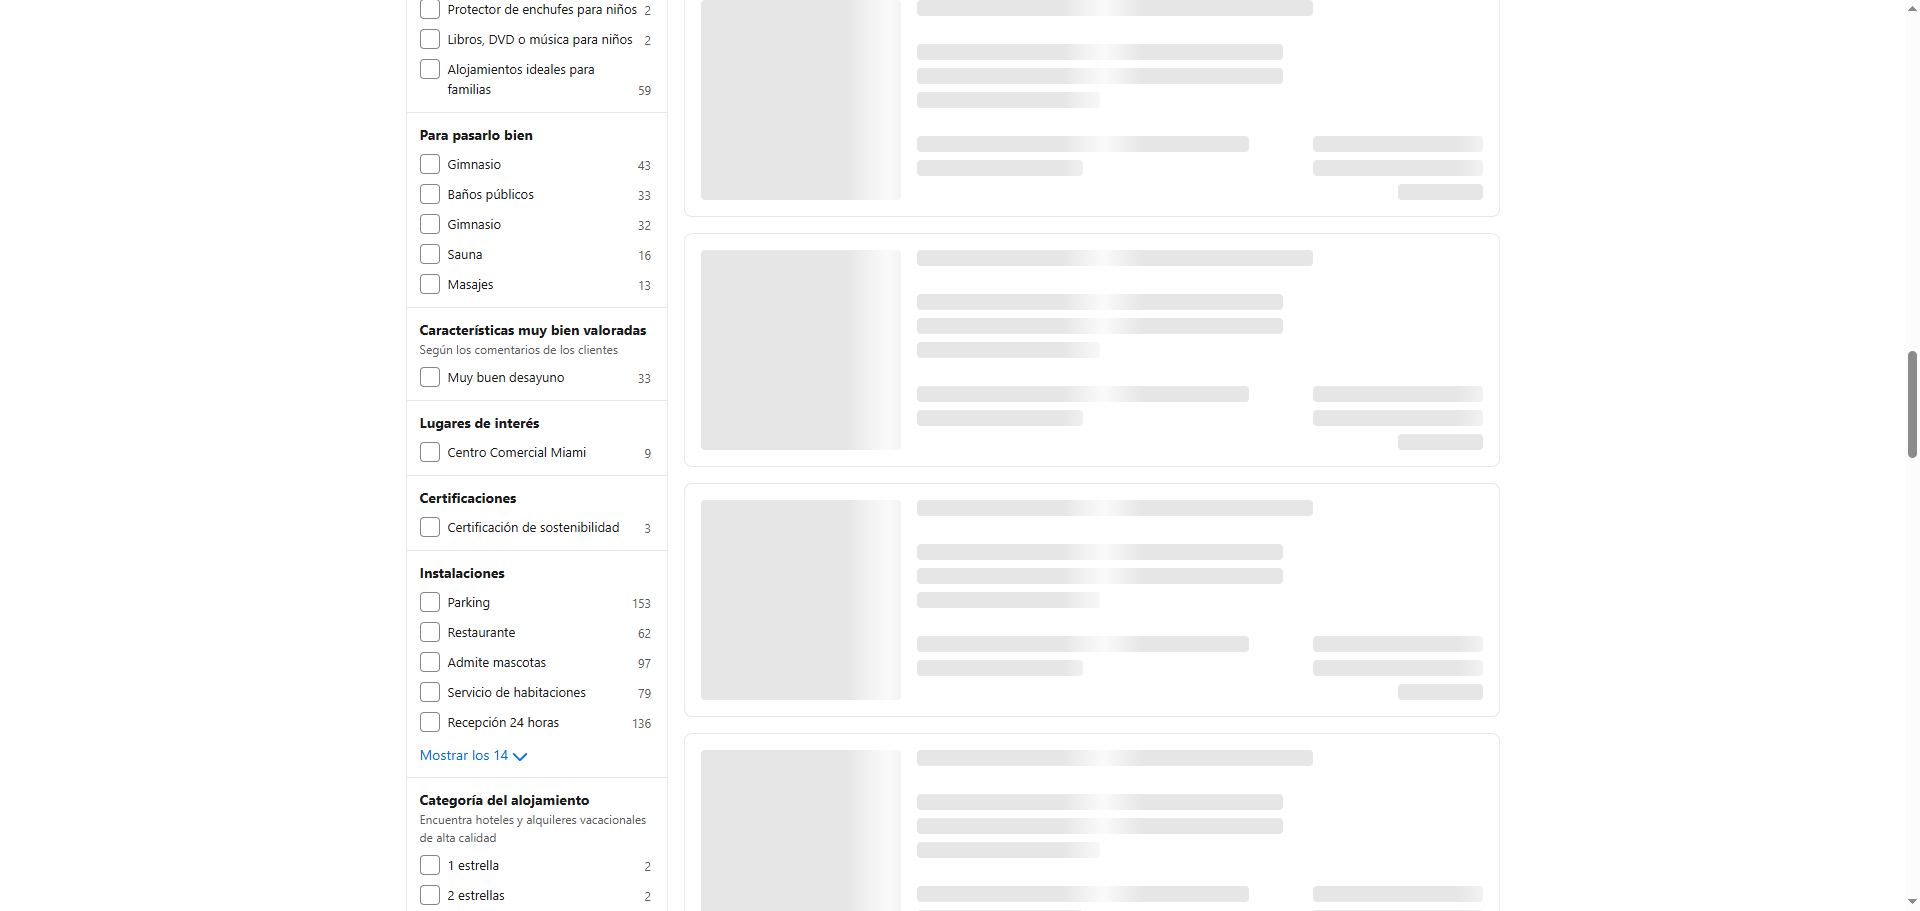 Protector de enchufes para niños 2
Libros, DVD o música para niños 2
Alojamientos ideales para
familias 59
Para pasarlo bien
Gimnasio 43
Baños públicos 33
Gimnasio 32
Sauna 16
Masajes 13
Características muy bien valoradas
Según los comentarios de los clientes
Muy buen desayuno 33
Lugares de interés
Centro Comercial Miami 9
Certificaciones
Certificación de sostenibilidad 3
Instalaciones
Parking 153
Restaurante 62
Admite mascotas 97
Servicio de habitaciones 79
Recepción 24 horas 136
Mostrar los 14
Categoría del alojamiento
Encuentra hoteles y alquileres vacacionales
de alta calidad
1 estrella 2
2 estrellas 2